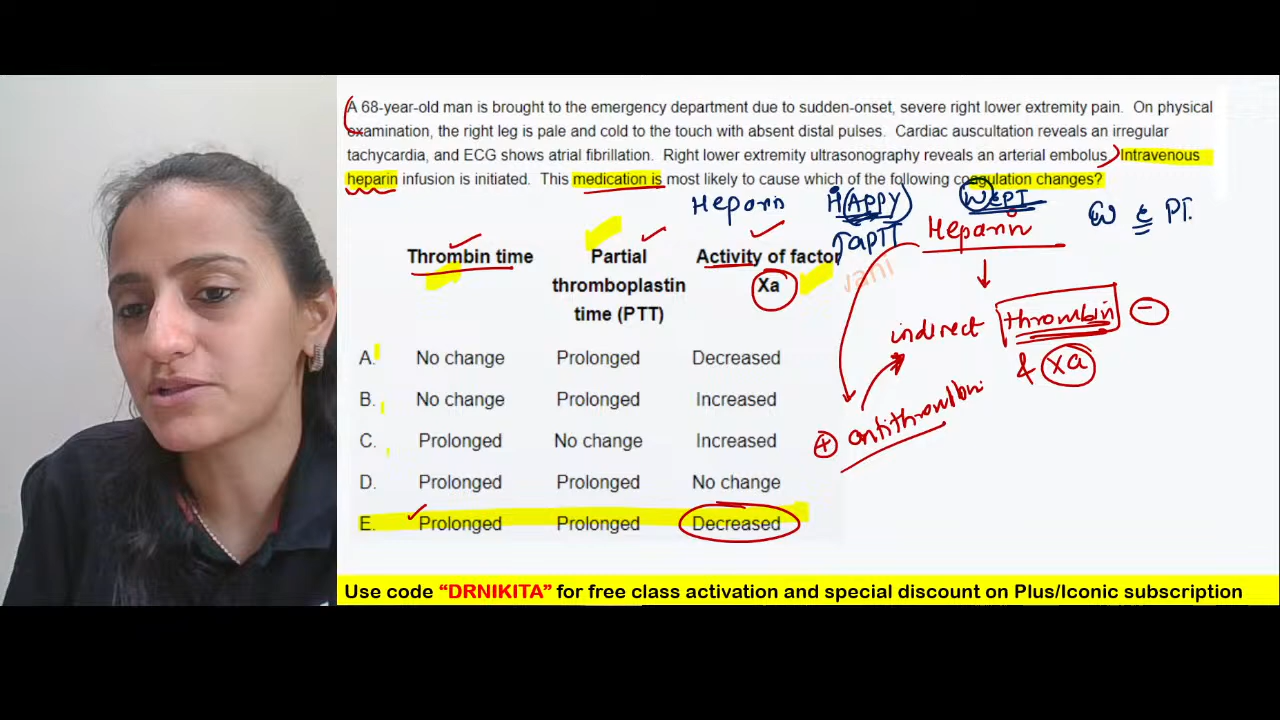 A 68-year-old man is brought to the emergency department due to sudden-onset, severe right lower extremity pain. On physical
examination, the right leg is pale and cold to the touch with absent distal pulses. Cardiac auscultation reveals an irregular
tachycardia, and ECG shows atrial fibrillation. Right lower extremity ultrasonography reveals an arterial embolus. Intravenous
heparin infusion is initiated. This medication is most likely to cause which of the following coagulation changes?
Heparin H(APPY) WEPT W E PT.
↑aPTT Heparin
Thrombin time Partial thromboplastin time (PTT) Activity of factor Xa
Jani
indirect thrombin -
& Xa
+ antithrombin
A. No change Prolonged Decreased
B. No change Prolonged Increased
C. Prolonged No change Increased
D. Prolonged Prolonged No change
E. Prolonged Prolonged Decreased
Use code “DRNIKITA” for free class activation and special discount on Plus/Iconic subscription